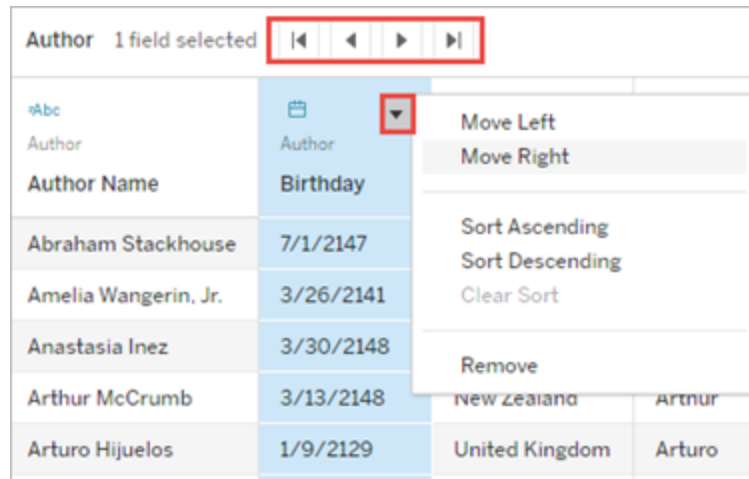 Author 1 field selected
Abc
Author Author
Author Name Birthday
Move Left
Move Right
Sort Ascending
Sort Descending
Clear Sort
Remove
Abraham Stackhouse 7/1/2147
Amelia Wangerin, Jr. 3/26/2141
Anastasia Inez 3/30/2148
Arthur McCrumb 3/13/2148 New Zealand Arthur
Arturo Hijuelos 1/9/2129 United Kingdom Arturo